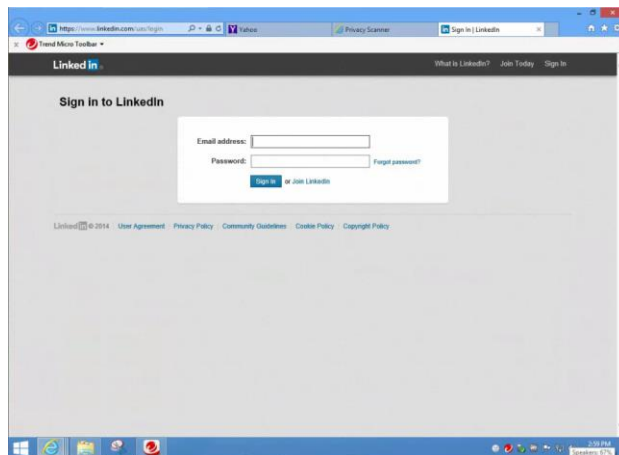 https://www.linkedin.com/uas/login
Yahoo
Privacy Scanner
Sign In | LinkedIn
x Trend Micro Toolbar
Linked in
What is LinkedIn? Join Today Sign In
Sign in to LinkedIn
Email address:
Password: Forgot password?
Sign In or Join LinkedIn
Linked in © 2014 User Agreement Privacy Policy Community Guidelines Cookie Policy Copyright Policy
2:59 PM
Speakers: 67%